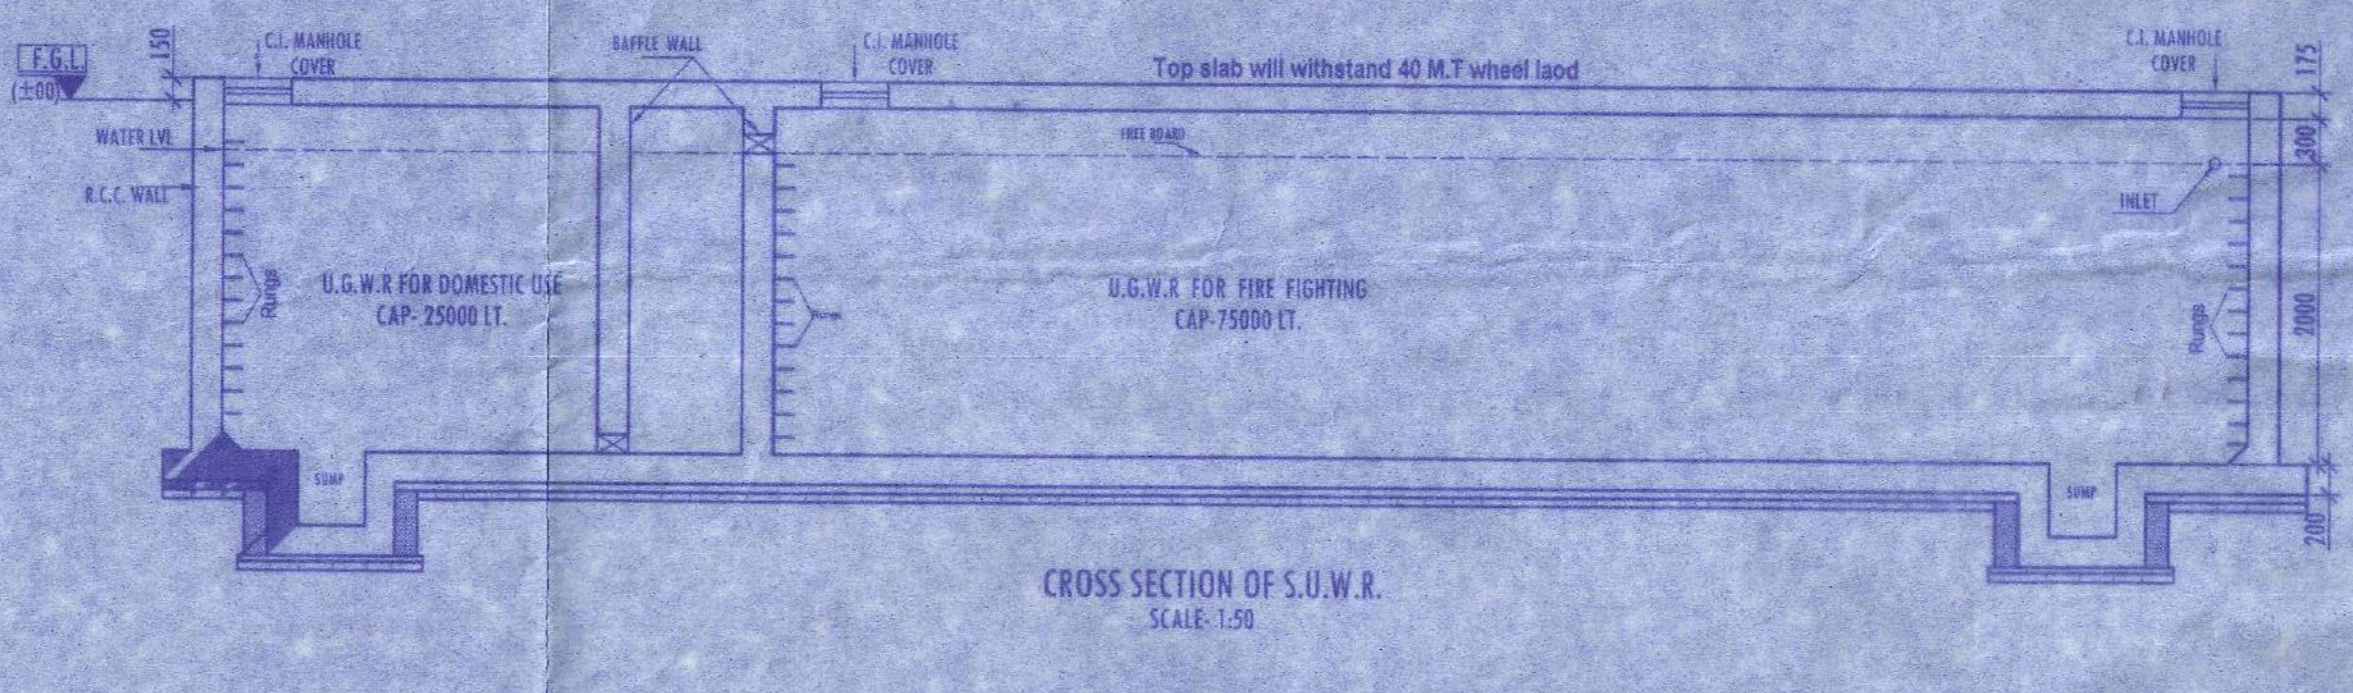 F.G.L.
(±00)
150
C.I. MANHOLE
COVER
BAFFLE WALL
C.I. MANHOLE
COVER
Top slab will withstand 40 M.T wheel laod
C.I. MANHOLE
COVER
175
WATER LVL
FREE BOARD
300
R.C.C. WALL
INLET
Rungs
U.G.W.R FOR DOMESTIC USE
CAP- 25000 LT.
Rungs
U.G.W.R FOR FIRE FIGHTING
CAP-75000 LT.
Rungs
2000
SUMP
SUMP
200
CROSS SECTION OF S.U.W.R.
SCALE- 1:50